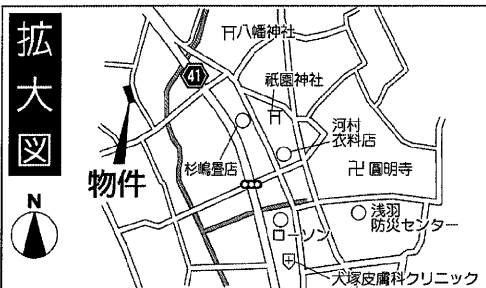 拡大図
N
41
八幡神社
祇園神社
河村
衣料店
杉嶋畳店
物件
卍 圓明寺
浅羽
防災センター
ローソン
犬塚皮膚科クリニック